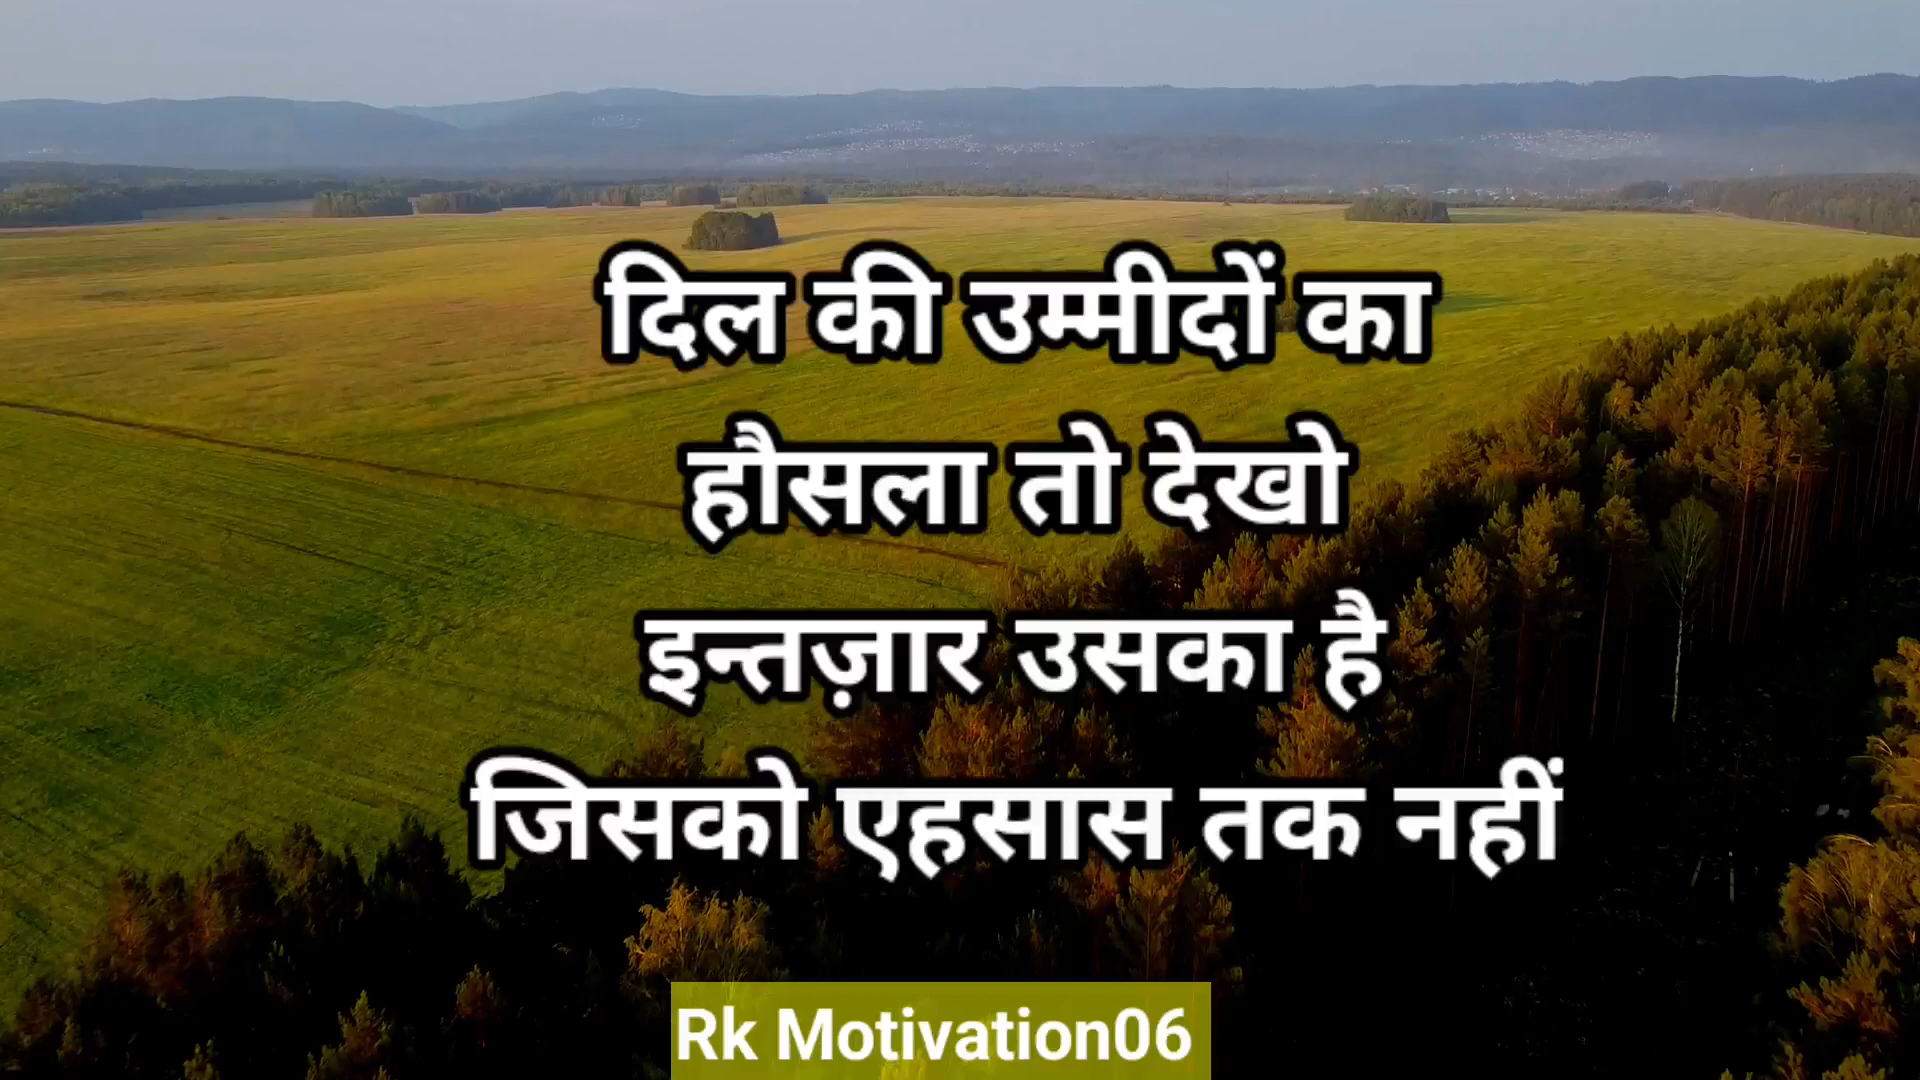 दिल की उम्मीदों का
हौसला तो देखो
इन्तज़ार उसका है
जिसको एहसास तक नहीं
Rk Motivation06